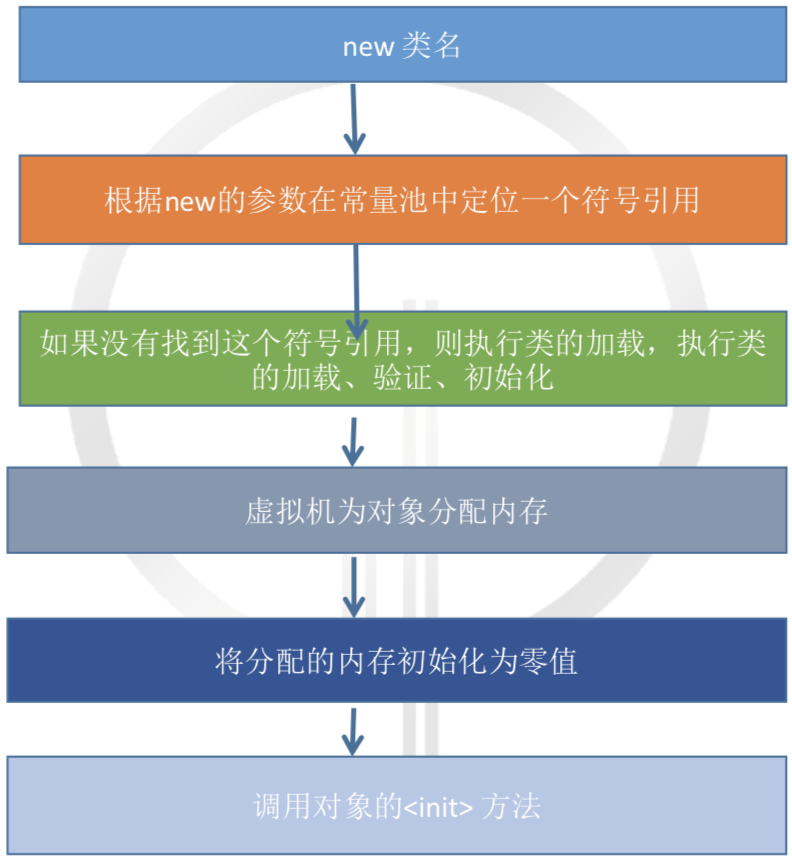 new 类名
根据new的参数在常量池中定位一个符号引用
如果没有找到这个符号引用，则执行类的加载，执行类
的加载、验证、初始化
虚拟机为对象分配内存
将分配的内存初始化为零值
调用对象的<init> 方法